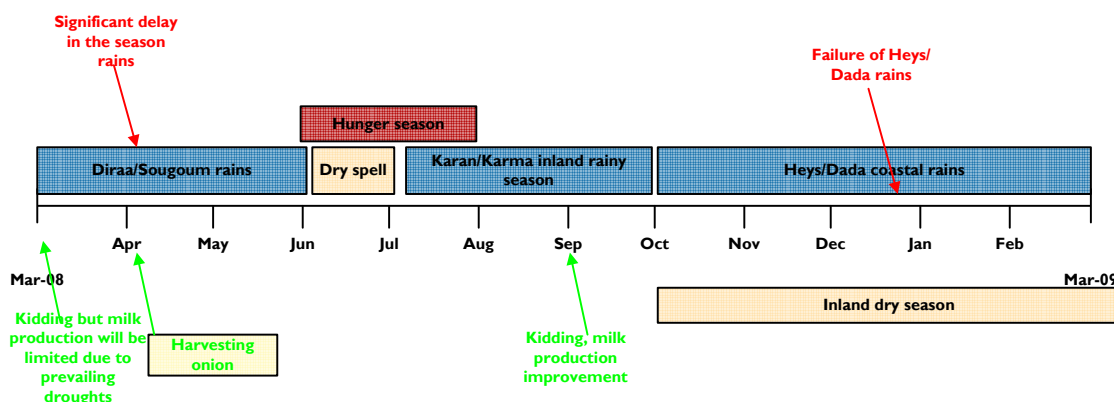 Significant delay
in the season
rains
Failure of Heys/
Dada rains
Hunger season
Diraa/Sougoum rains
Dry spell
Karan/Karma inland rainy
season
Heys/Dada coastal rains
Apr
May
Jun
Jul
Aug
Sep
Oct
Nov
Dec
Jan
Feb
Mar-08
Mar-09
Inland dry season
Kidding but milk
production will be
limited due to
prevailing
droughts
Harvesting
onion
Kidding, milk
production
improvement